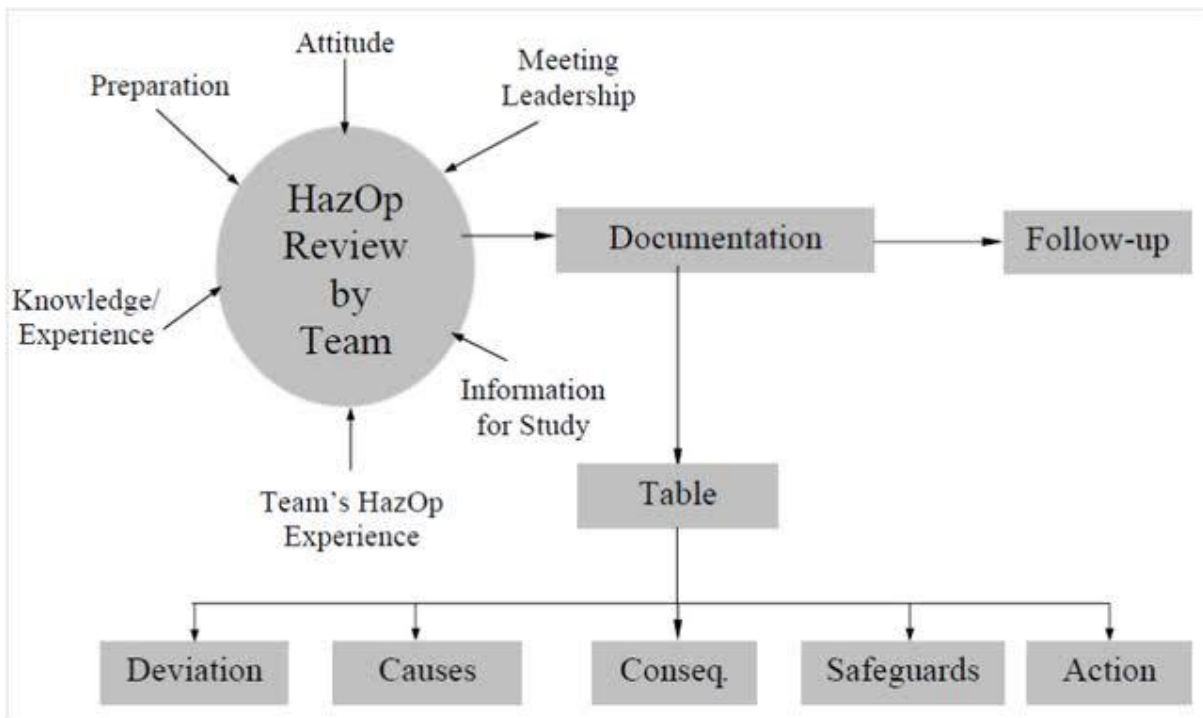 Attitude
Preparation
Meeting
Leadership
HazOp
Review
by
Team
Documentation
Follow-up
Knowledge/
Experience
Information
for Study
Team's HazOp
Experience
Table
Deviation
Causes
Conseq.
Safeguards
Action